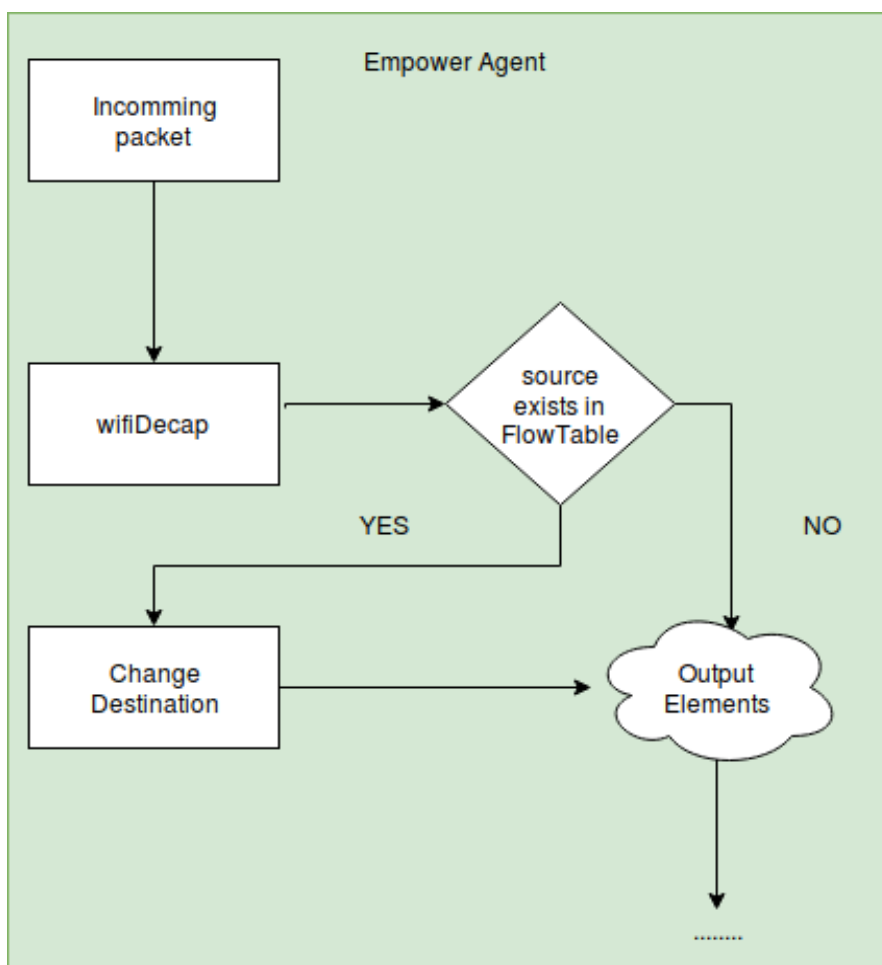 Empower Agent
Incomming
packet
wifiDecap
source
exists in
FlowTable
YES
NO
Change
Destination
Output
Elements
........